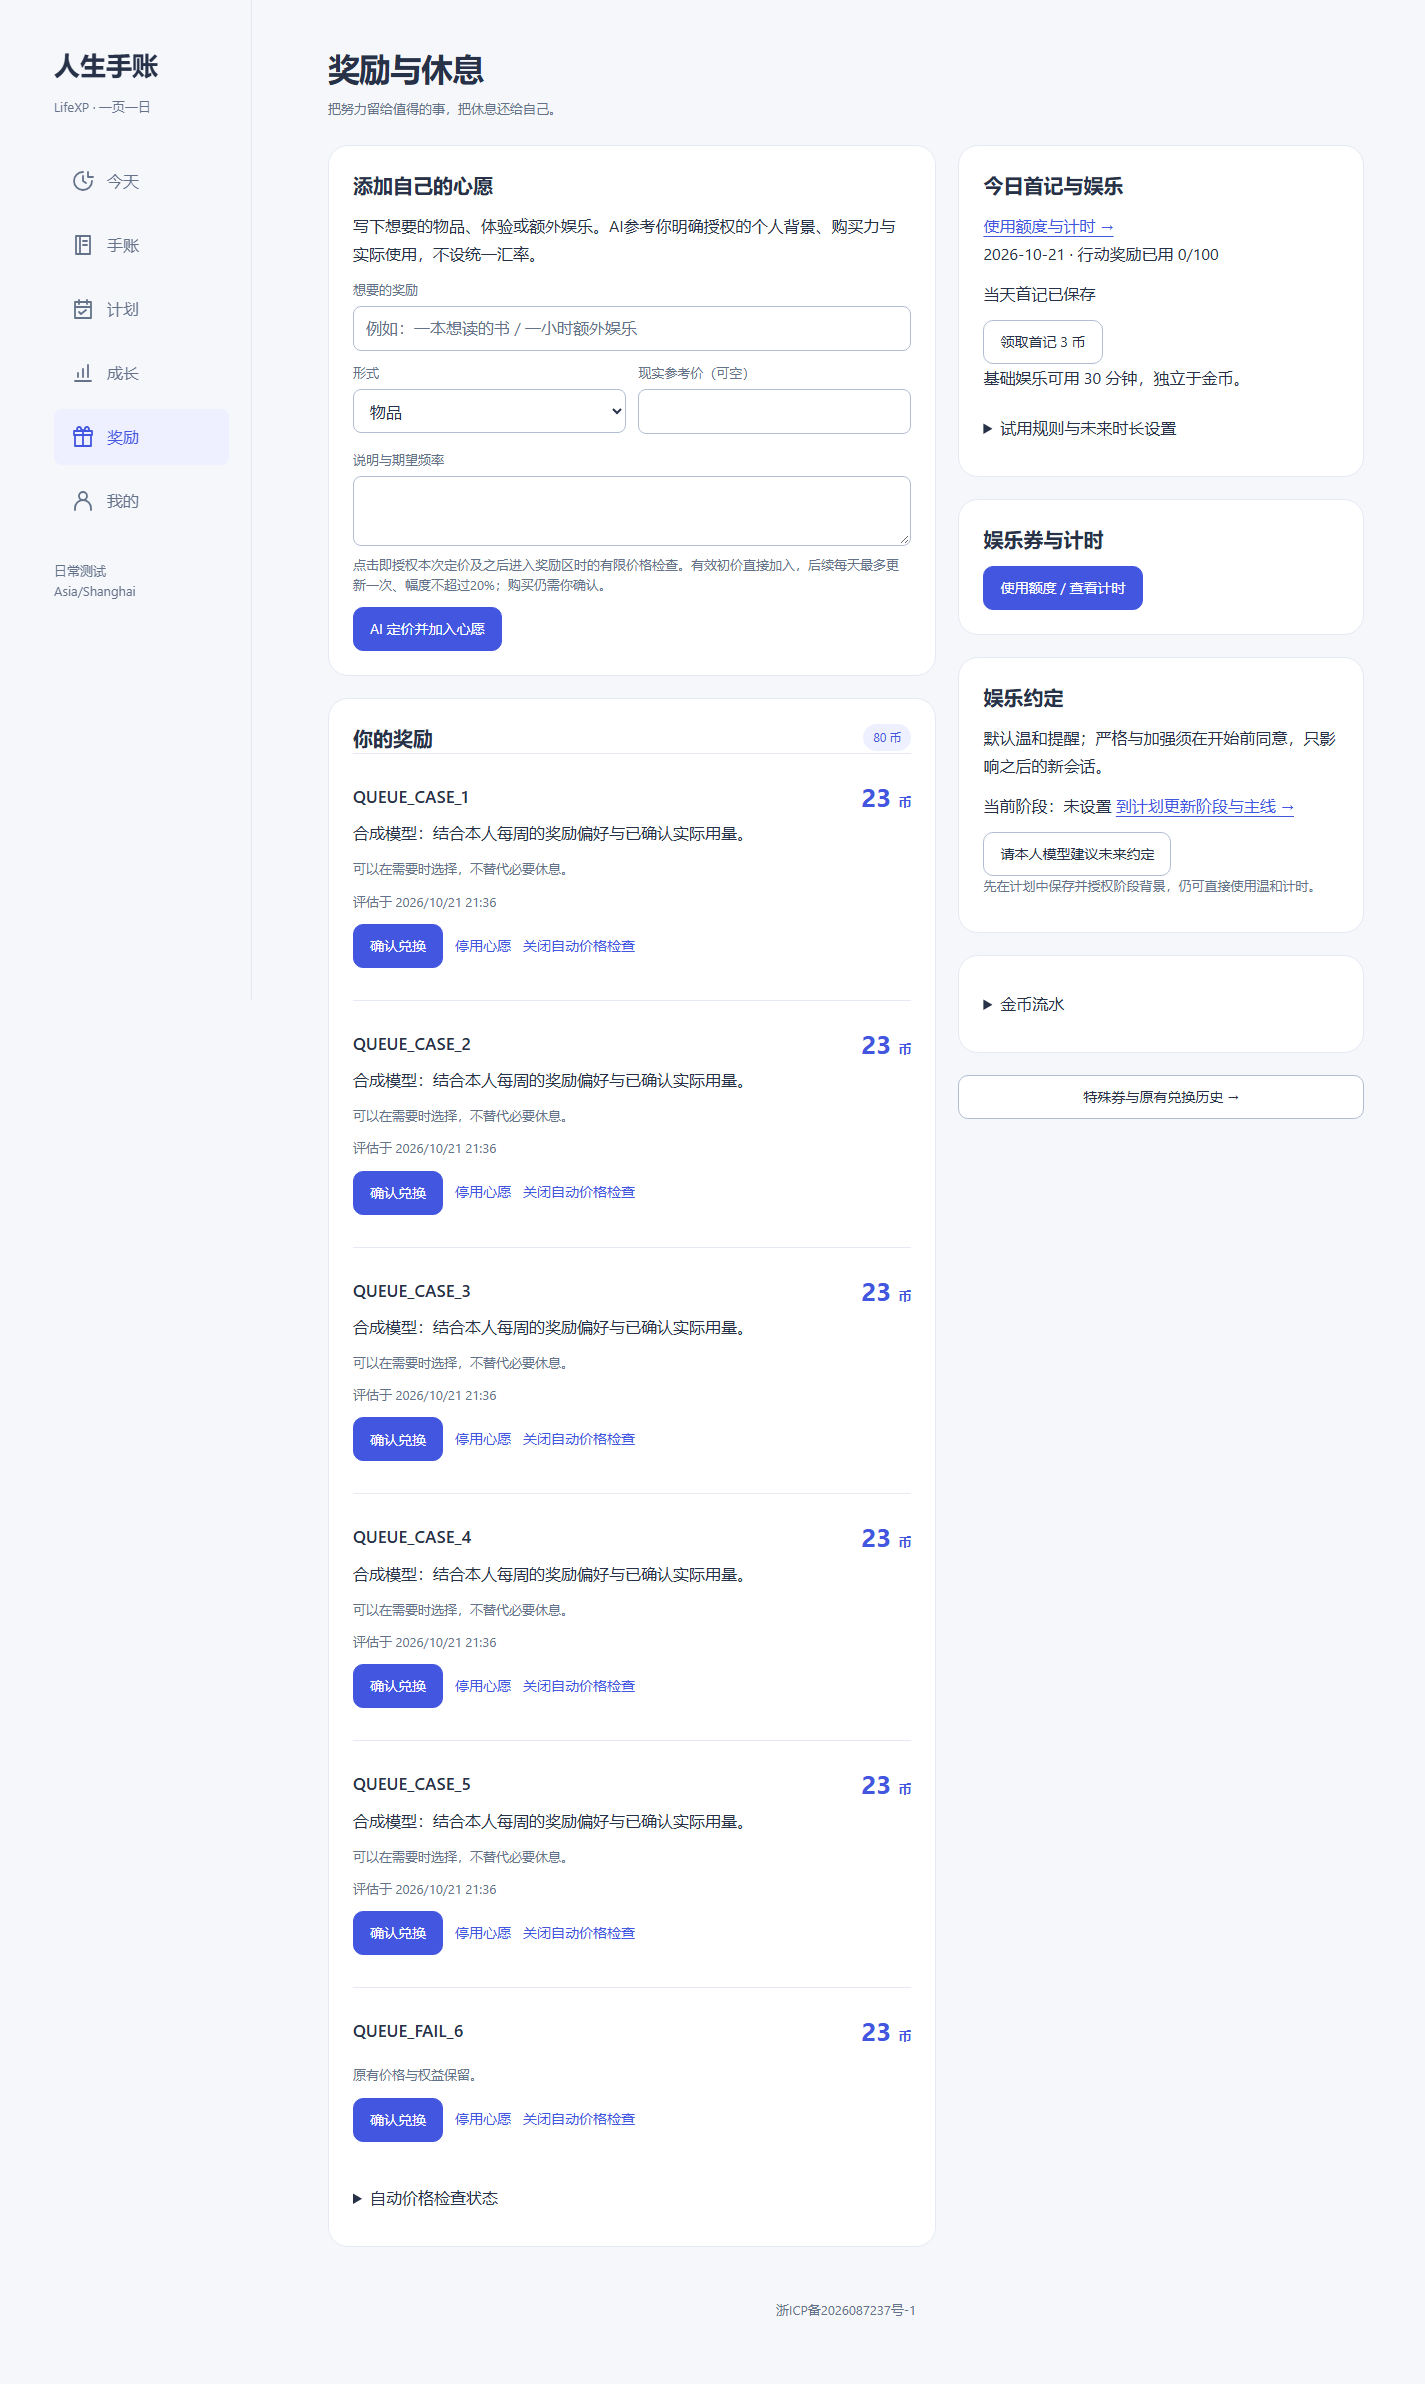 人生手账
LifeXP · 一页一日
今天
手账
计划
成长
奖励
我的
日常测试
Asia/Shanghai
奖励与休息
把努力留给值得的事，把休息还给自己。
添加自己的心愿
写下想要的物品、体验或额外娱乐。AI参考你明确授权的个人背景、购买力与
实际使用，不设统一汇率。
想要的奖励
例如：一本想读的书 / 一小时额外娱乐
形式
现实参考价（可空）
物品
说明与期望频率
点击即授权本次定价及之后进入奖励区时的有限价格检查。有效初价直接加入，后续每天最多更
新一次、幅度不超过20%；购买仍需你确认。
AI 定价并加入心愿
你的奖励
80 币
QUEUE_CASE_1
23 币
合成模型：结合本人每周的奖励偏好与已确认实际用量。
可以在需要时选择，不替代必要休息。
评估于 2026/10/21 21:36
确认兑换 停用心愿 关闭自动价格检查
QUEUE_CASE_2
23 币
合成模型：结合本人每周的奖励偏好与已确认实际用量。
可以在需要时选择，不替代必要休息。
评估于 2026/10/21 21:36
确认兑换 停用心愿 关闭自动价格检查
QUEUE_CASE_3
23 币
合成模型：结合本人每周的奖励偏好与已确认实际用量。
可以在需要时选择，不替代必要休息。
评估于 2026/10/21 21:36
确认兑换 停用心愿 关闭自动价格检查
QUEUE_CASE_4
23 币
合成模型：结合本人每周的奖励偏好与已确认实际用量。
可以在需要时选择，不替代必要休息。
评估于 2026/10/21 21:36
确认兑换 停用心愿 关闭自动价格检查
QUEUE_CASE_5
23 币
合成模型：结合本人每周的奖励偏好与已确认实际用量。
可以在需要时选择，不替代必要休息。
评估于 2026/10/21 21:36
确认兑换 停用心愿 关闭自动价格检查
QUEUE_FAIL_6
23 币
原有价格与权益保留。
确认兑换 停用心愿 关闭自动价格检查
自动价格检查状态
今日首记与娱乐
使用额度与计时 →
2026-10-21 · 行动奖励已用 0/100
当天首记已保存
领取首记 3 币
基础娱乐可用 30 分钟，独立于金币。
试用规则与未来时长设置
娱乐券与计时
使用额度 / 查看计时
娱乐约定
默认温和提醒；严格与加强须在开始前同意，只影
响之后的新会话。
当前阶段：未设置 到计划更新阶段与主线 →
请本人模型建议未来约定
先在计划中保存并授权阶段背景，仍可直接使用温和计时。
金币流水
特殊券与原有兑换历史 →
浙ICP备2026087237号-1